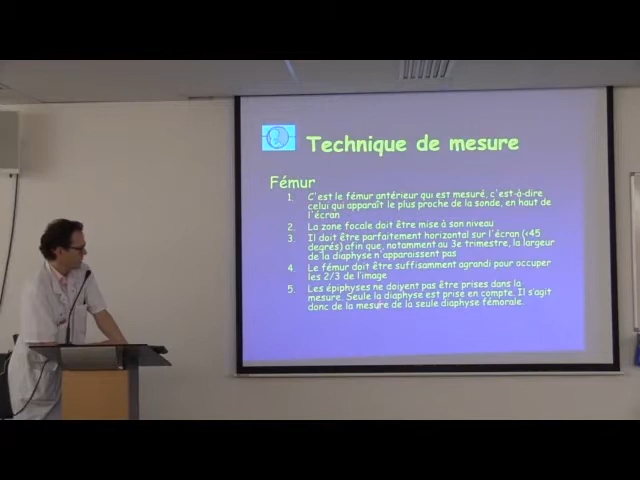 Technique de mesure
Fémur
1. C'est le fémur antérieur qui est mesuré, c'est-à-dire
celui qui apparaît le plus proche de la sonde, en haut de
l'écran
2. La zone focale doit être mise à son niveau
3. Il doit être parfaitement horizontal sur l'écran (<45
degrés) afin que, notamment au 3e trimestre, la largeur
de la diaphyse n'apparaissent pas
4. Le fémur doit être suffisamment agrandi pour occuper
les 2/3 de l'image
5. Les épiphyses ne doivent pas être prises dans la
mesure. Seule la diaphyse est prise en compte. Il s'agit
donc de la mesure de la seule diaphyse fémorale.